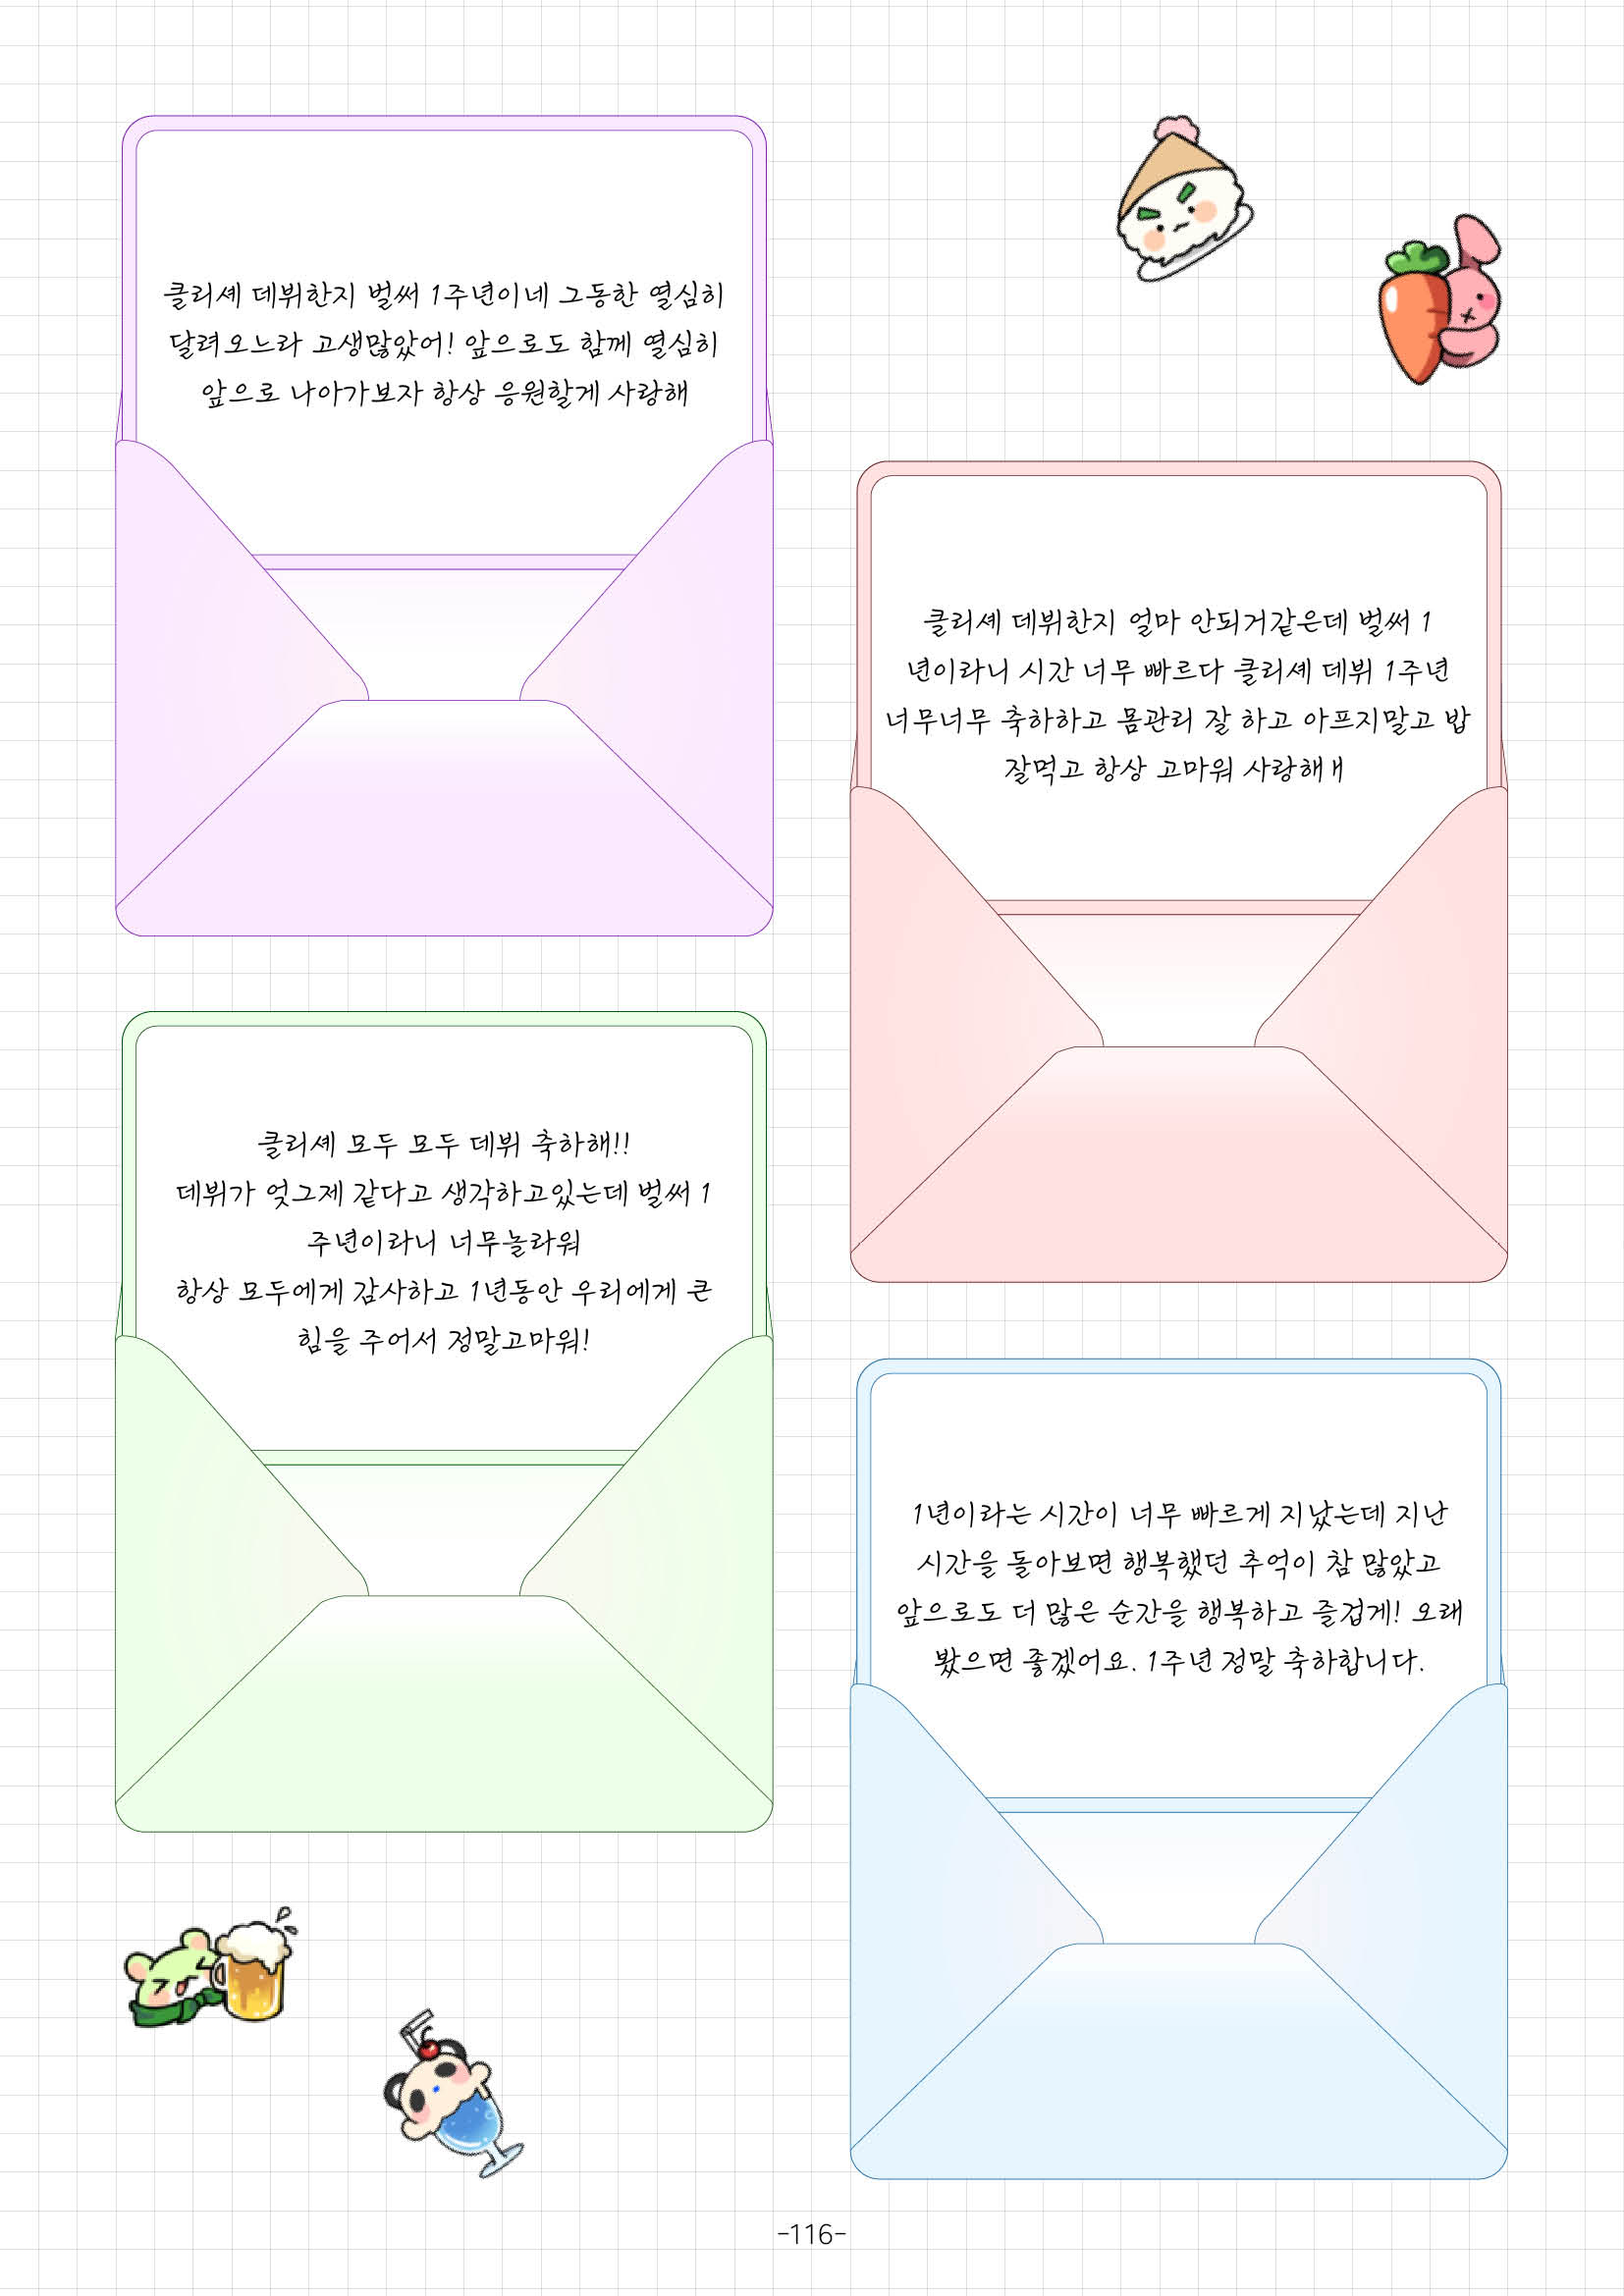 클리셰 데뷔한지 벌써 1주년이네 그동한 열심히
달려오느라 고생많았어! 앞으로도 함께 열심히
앞으로 나아가보자 항상 응원할게 사랑해
클리셰 데뷔한지 얼마 안되거같은데 벌써 1
년이라니 시간 너무 빠르다 클리셰 데뷔 1주년
너무너무 축하하고 몸관리 잘 하고 아프지말고 밥
잘먹고 항상 고마워 사랑해ㅐ
클리셰 모두 모두 데뷔 축하해!!
데뷔가 엊그제 같다고 생각하고있는데 벌써 1
주년이라니 너무놀라워
항상 모두에게 감사하고 1년동안 우리에게 큰
힘을 주어서 정말고마워!
1년이라는 시간이 너무 빠르게 지났는데 지난
시간을 돌아보면 행복했던 추억이 참 많았고
앞으로도 더 많은 순간을 행복하고 즐겁게! 오래
봤으면 좋겠어요. 1주년 정말 축하합니다.
-116-